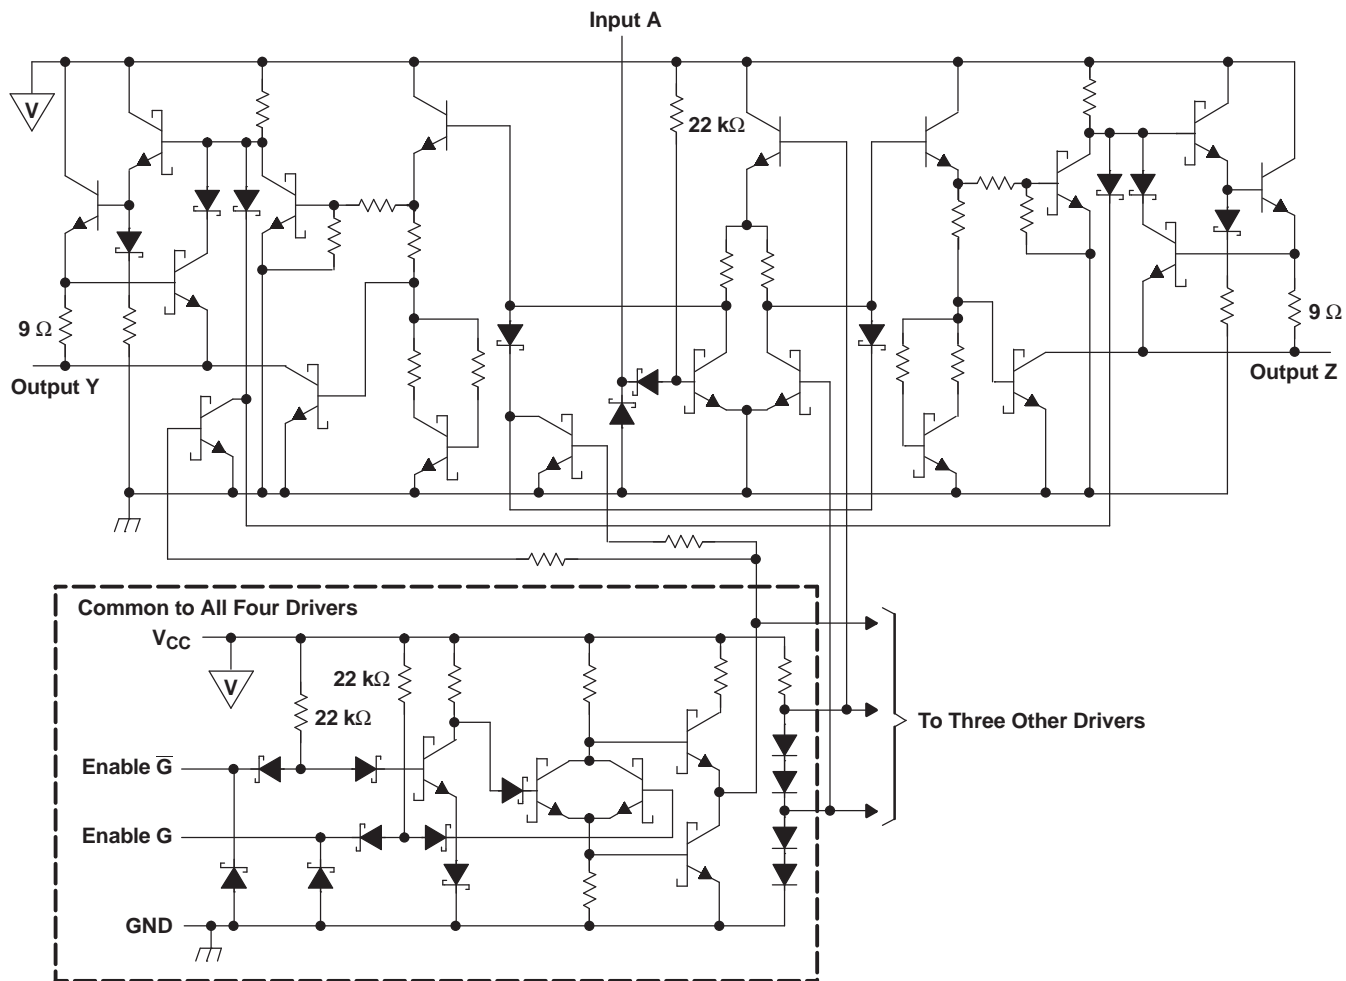 Input A
V
22 kΩ
9 Ω
9 Ω
Output Y
Output Z
Common to All Four Drivers
VCC
V
22 kΩ
22 kΩ
To Three Other Drivers
Enable G̅
Enable G
GND